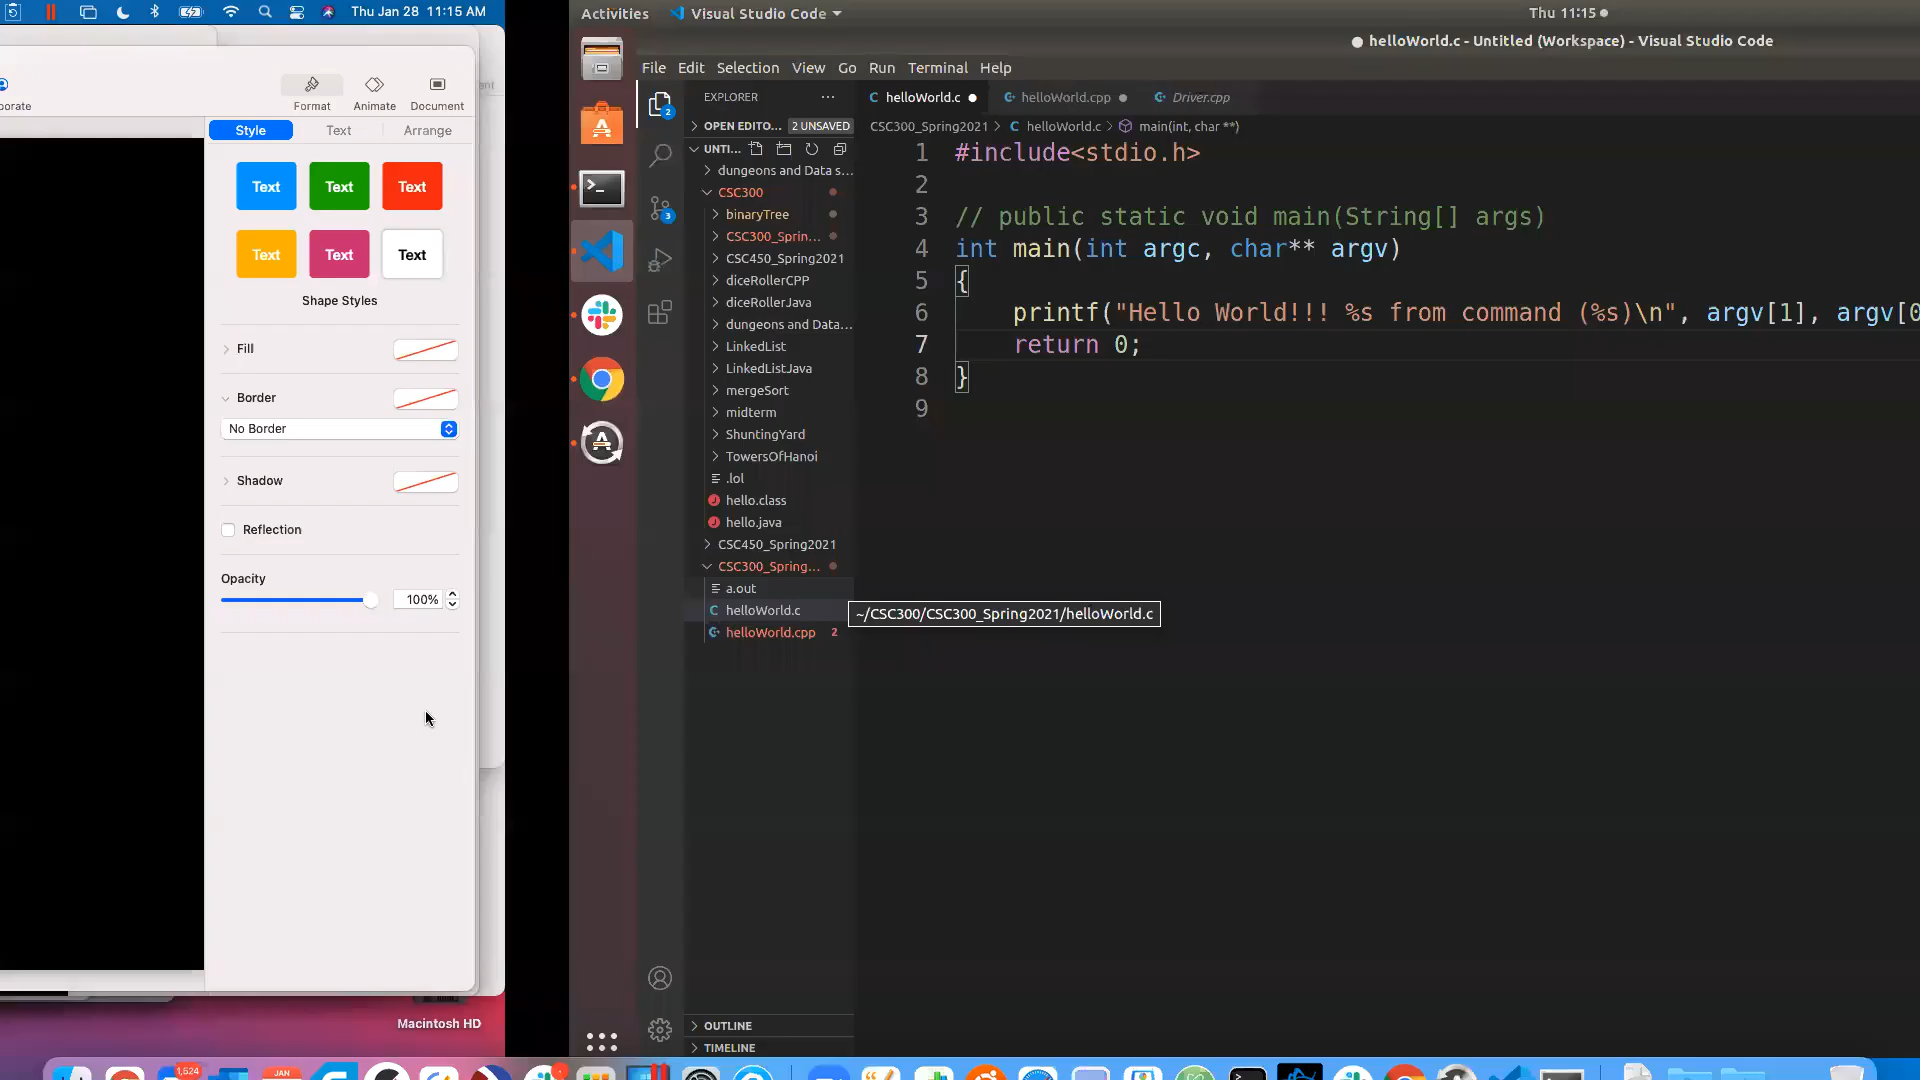 Thu Jan 28 11:15 AM
Format
Animate
Document
Style
Text
Arrange
Text Text Text
Text Text Text
Shape Styles
Fill
Border
No Border
Shadow
Reflection
Opacity
100%
Macintosh HD
1,524
JAN
Activities
Visual Studio Code
Thu 11:15
helloWorld.c - Untitled (Workspace) - Visual Studio Code
File Edit Selection View Go Run Terminal Help
2
3
EXPLORER ...
OPEN EDITO... 2 UNSAVED
UNTI...
dungeons and Data s...
CSC300
binaryTree
CSC300_Sprin...
CSC450_Spring2021
diceRollerCPP
diceRollerJava
dungeons and Data...
LinkedList
LinkedListJava
mergeSort
midterm
ShuntingYard
TowersOfHanoi
.lol
hello.class
hello.java
CSC450_Spring2021
CSC300_Spring...
a.out
helloWorld.c
helloWorld.cpp 2
~/CSC300/CSC300_Spring2021/helloWorld.c
OUTLINE
TIMELINE
helloWorld.c
helloWorld.cpp
Driver.cpp
CSC300_Spring2021 > helloWorld.c > main(int, char **)
1 #include<stdio.h>
2
3 // public static void main(String[] args)
4 int main(int argc, char** argv)
5 {
6 printf("Hello World!!! %s from command (%s)\n", argv[1], argv[0
7 return 0;
8 }
9